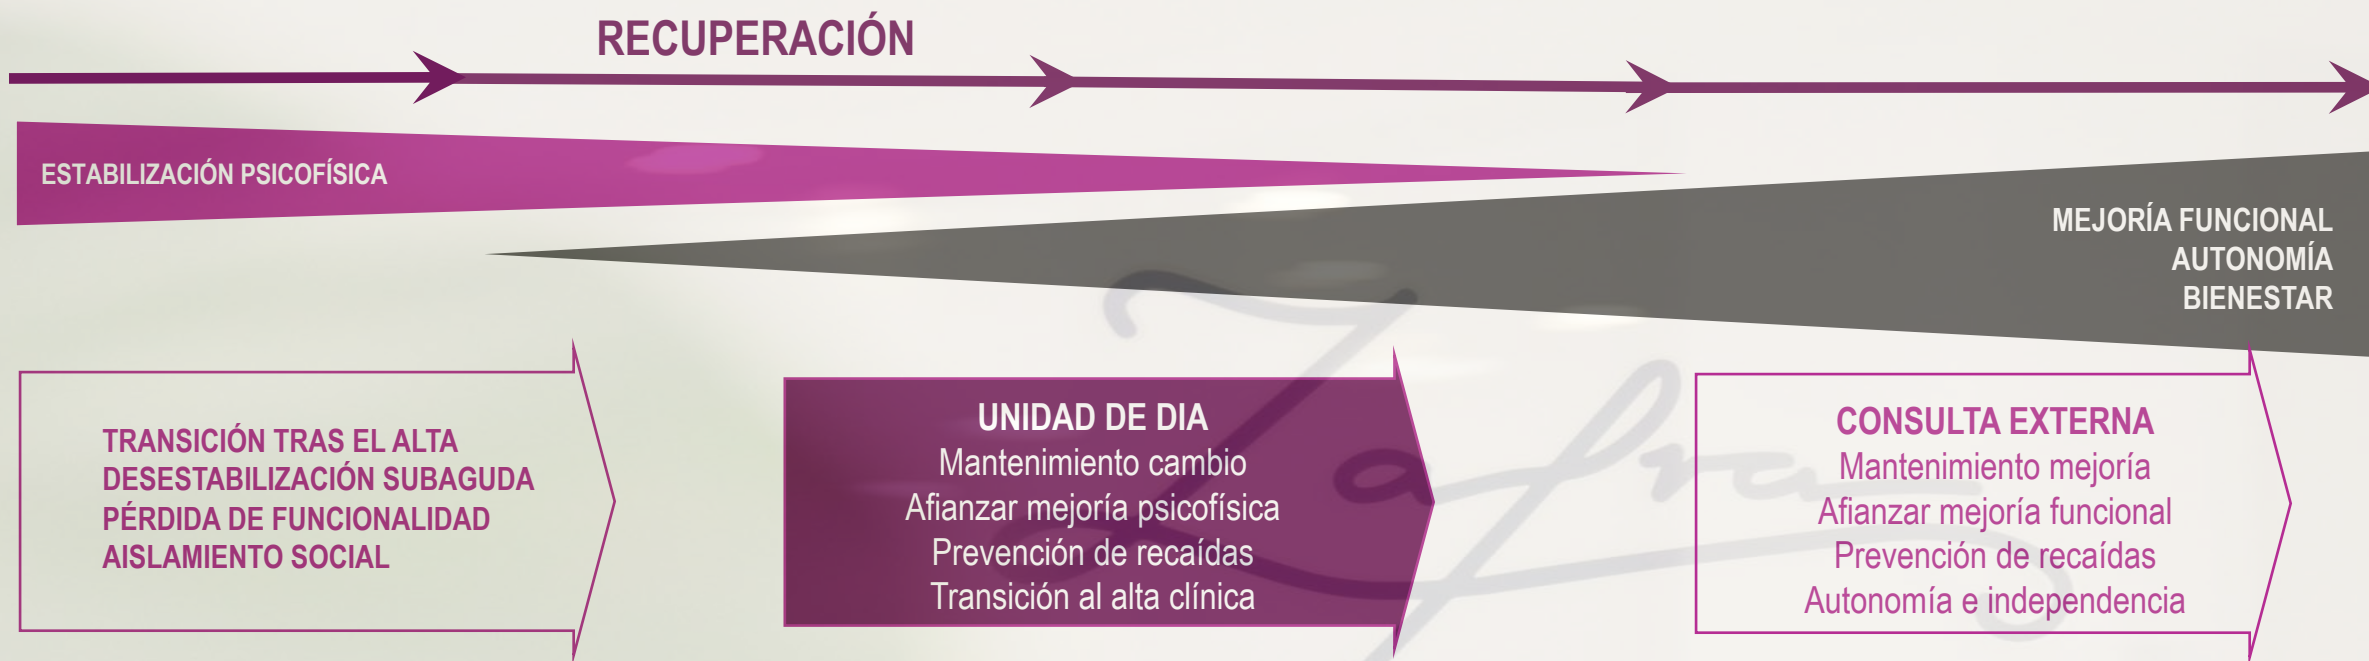 RECUPERACIÓN
ESTABILIZACIÓN PSICOFÍSICA
MEJORÍA FUNCIONAL
AUTONOMÍA
BIENESTAR
TRANSICIÓN TRAS EL ALTA
DESESTABILIZACIÓN SUBAGUDA
PÉRDIDA DE FUNCIONALIDAD
AISLAMIENTO SOCIAL
UNIDAD DE DIA
Mantenimiento cambio
Afianzar mejoría psicofísica
Prevención de recaídas
Transición al alta clínica
CONSULTA EXTERNA
Mantenimiento mejoría
Afianzar mejoría funcional
Prevención de recaídas
Autonomía e independencia
Zafra